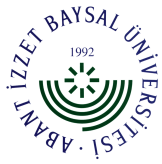 ABANT İZZET BAYSAL ÜNİVERSİTESİ ·
1992